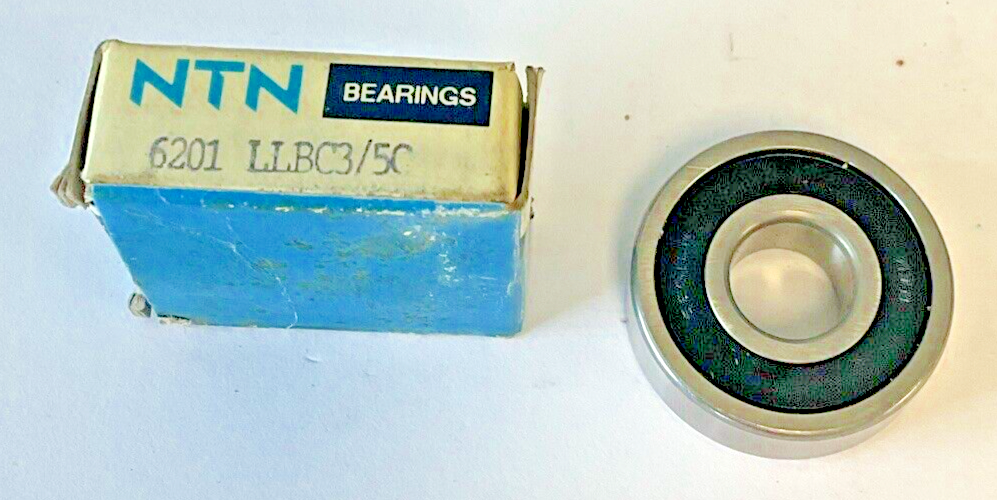 NTN BEARINGS
6201 LLBC3/5C